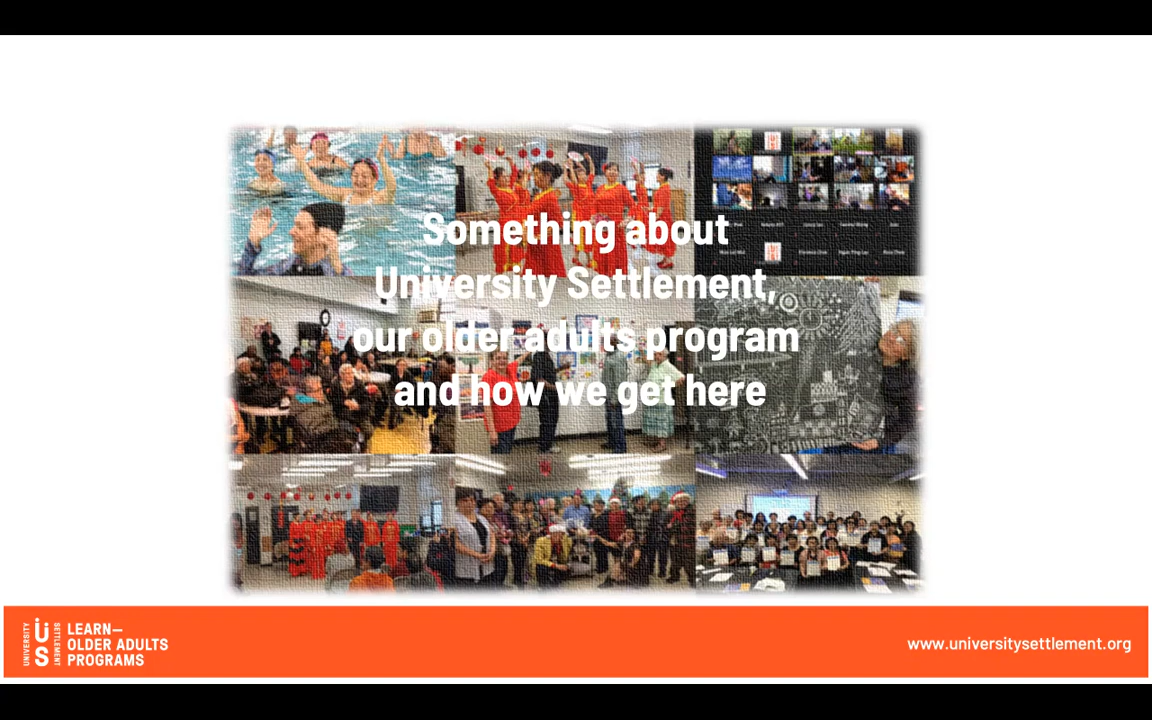 Something about
University Settlement,
our older adults program
and how we get here
UNIVERSITY
US
SETTLEMENT
LEARN—
OLDER ADULTS
PROGRAMS
www.universitysettlement.org